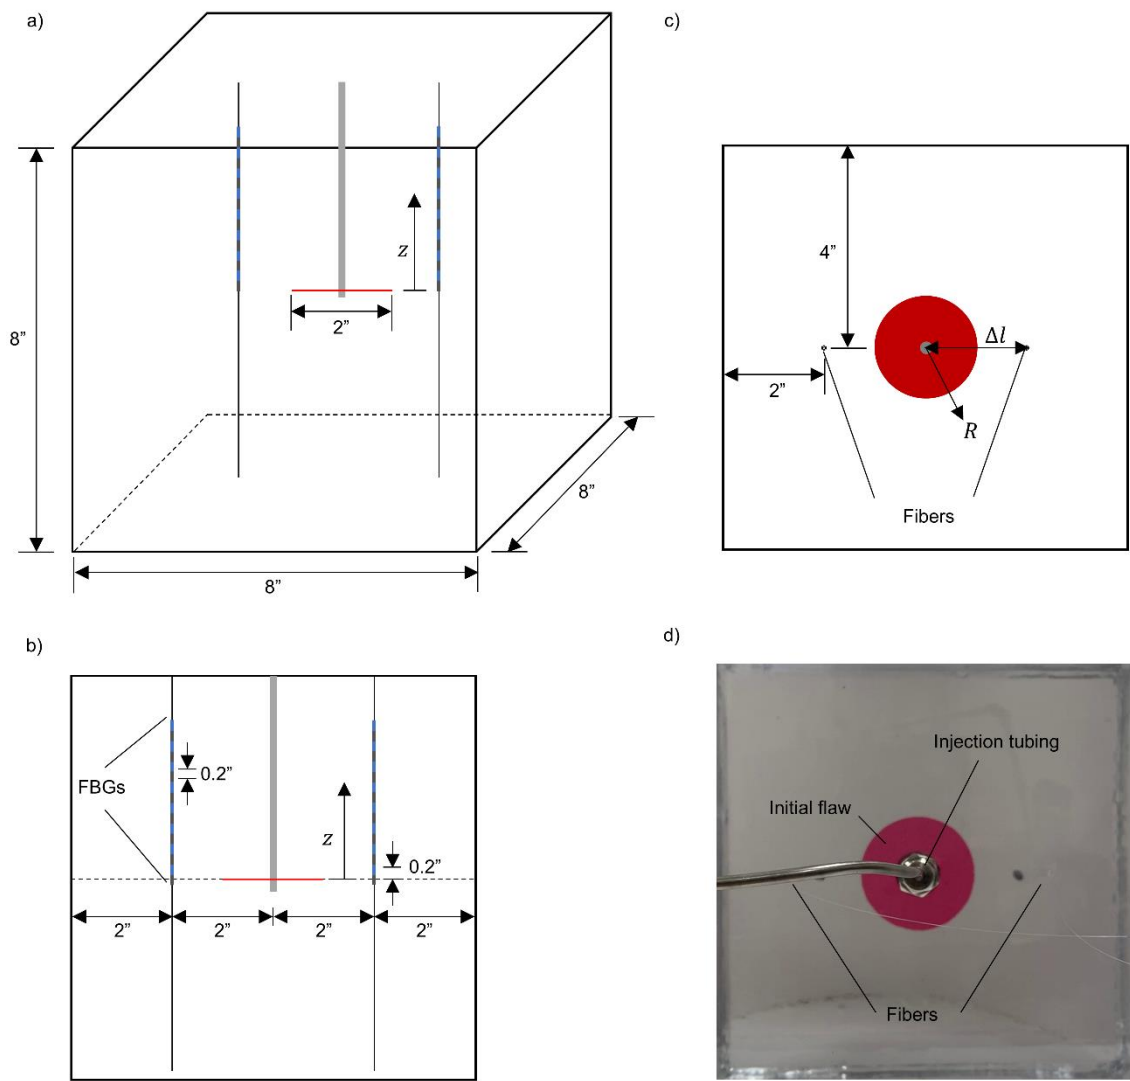 a)
8”
z
2”
8”
8”
b)
FBGs
0.2”
z
0.2”
2”
2”
2”
2”
c)
4”
Δl
2”
R
Fibers
d)
Injection tubing
Initial flaw
Fibers